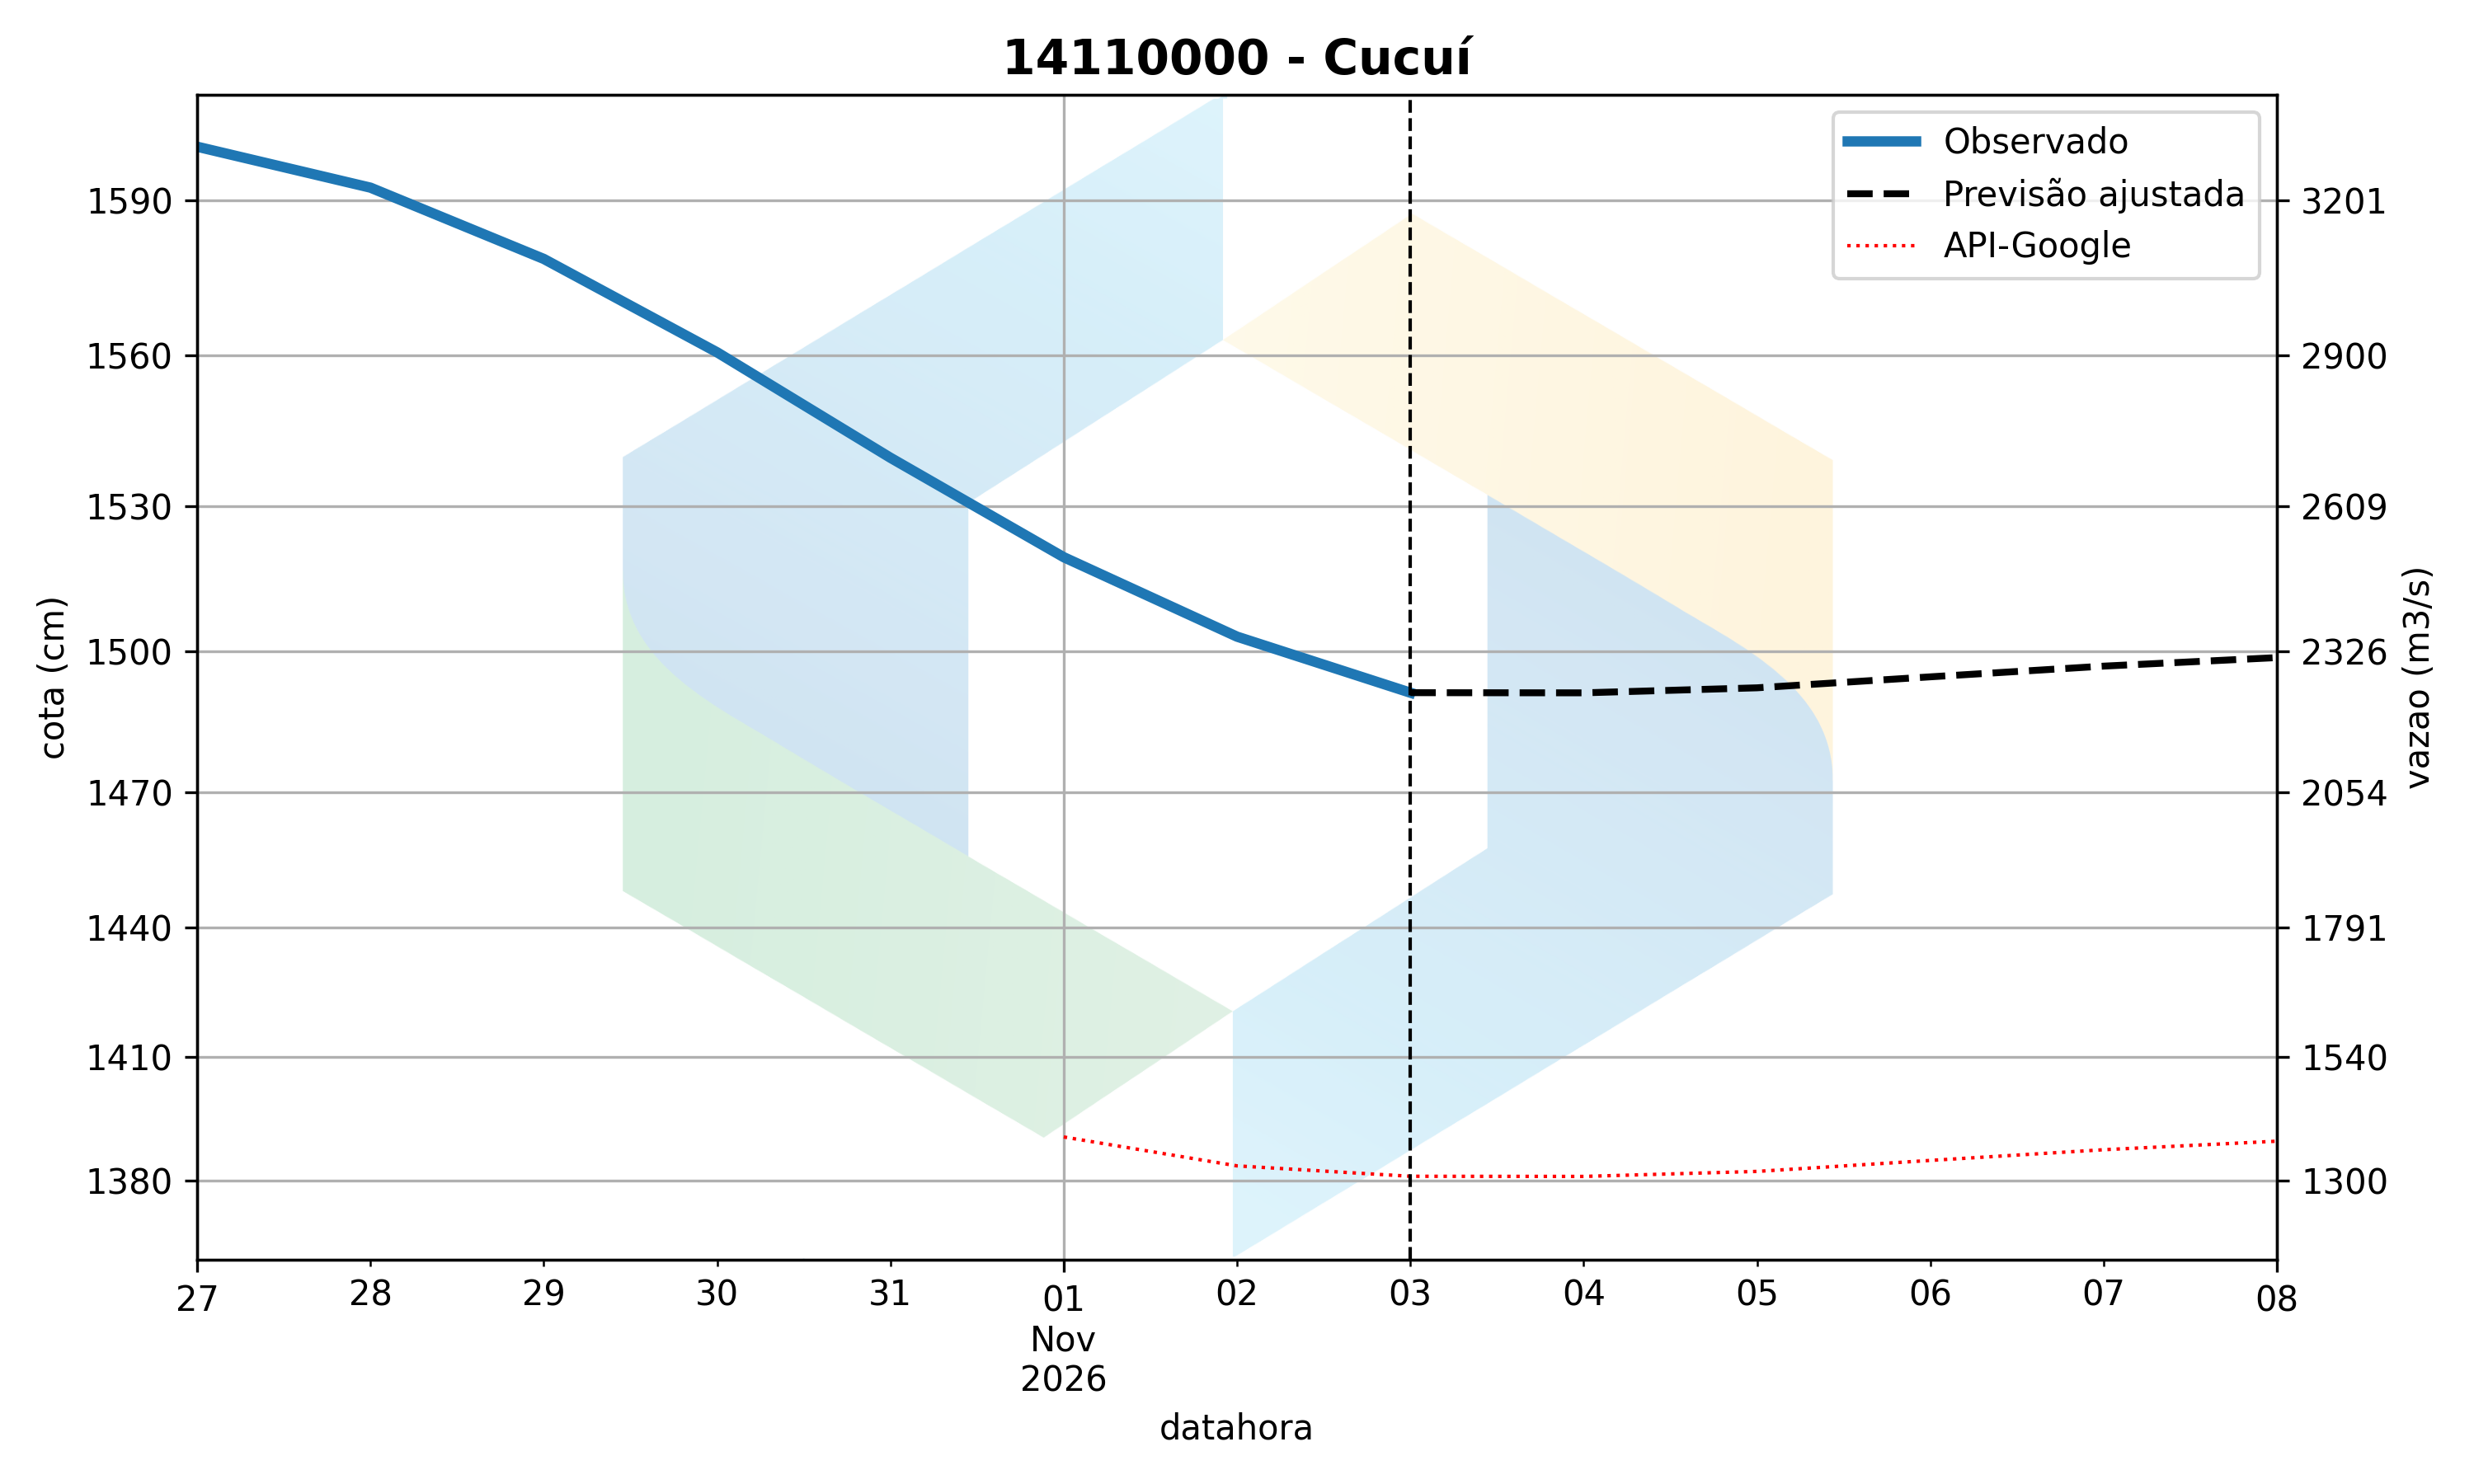 14110000 - Cucuí
Observado
Previsão ajustada
API-Google
cota (cm)
1590
1560
1530
1500
1470
1440
1410
1380
3201
2900
2609
2326
2054
1791
1540
1300
vazao (m3/s)
27 28 29 30 31 01 02 03 04 05 06 07 08
Nov
2026
datahora